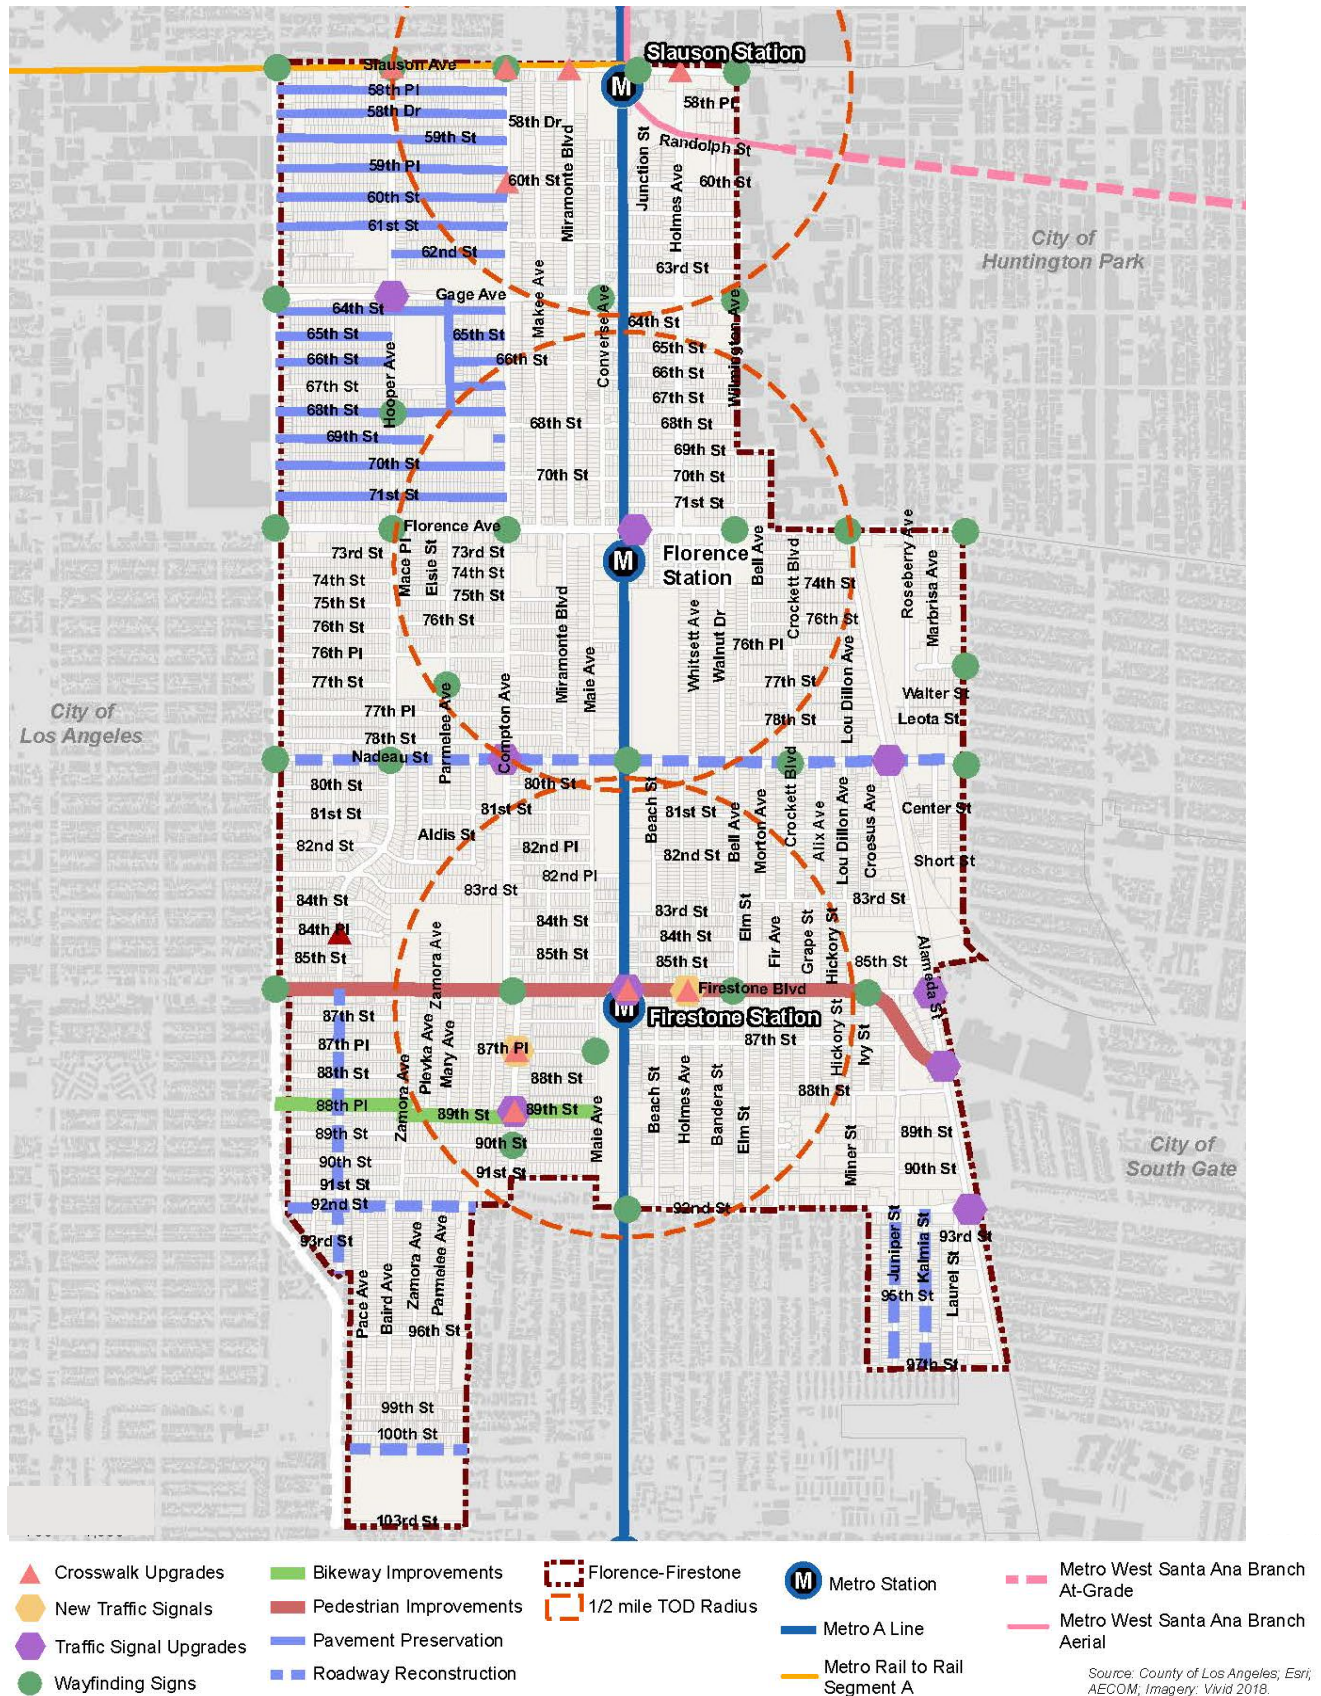 Slauson Station
Slauson Ave
58th Pl
58th Pl
58th Dr
58th Dr
59th St
Randolph St
59th Pl
60th St
60th St
60th St
61st St
Miramonte Blvd
Junction St
Holmes Ave
62nd St
City of
Huntington Park
63rd St
Gage Ave
64th St
64th St
Makee Ave
Converse Ave
Wilmington Ave
65th St
65th St
65th St
66th St
66th St
66th St
67th St
67th St
Hooper Ave
68th St
68th St
68th St
69th St
69th St
70th St
70th St
70th St
71st St
71st St
Florence Ave
Florence
Station
73rd St
73rd St
Mace Pl
Elsie St
Bell Ave
Crockett Blvd
Roseberry Ave
Marbrisa Ave
74th St
74th St
74th St
75th St
75th St
76th St
76th St
76th St
76th Pl
76th Pl
Miramonte Blvd
Maie Ave
Whitsett Ave
Walnut Dr
Lou Dillon Ave
77th St
77th St
Walter St
77th Pl
78th St
Leota St
City of
Los Angeles
Parmelee Ave
Compton Ave
78th St
Nadeau St
80th St
80th St
81st St
81st St
81st St
Center St
Beach St
Bell Ave
Morton Ave
Crockett Blvd
Alix Ave
Lou Dillon Ave
Croesus Ave
Aldis St
82nd St
82nd Pl
82nd St
Short St
82nd Pl
83rd St
83rd St
84th St
83rd St
84th St
84th Pl
84th St
85th St
85th St
85th St
85th St
Zamora Ave
Elm St
Fir Ave
Grape St
Hickory St
Alameda St
Firestone Blvd
Firestone Station
87th St
87th Pl
87th Pl
87th St
Plevka Ave
Mary Ave
Hickory St
Ivy St
88th St
88th St
88th St
88th Pl
89th St
89th St
Zamora Ave
Maie Ave
Beach St
Holmes Ave
Bandera St
Elm St
Miner St
89th St
89th St
90th St
90th St
90th St
91st St
91st St
92nd St
92nd St
City of
South Gate
93rd St
93rd St
Pace Ave
Baird Ave
Zamora Ave
Parmelee Ave
Juniper St
Kalmia St
Laurel St
95th St
96th St
97th St
99th St
100th St
103rd St
M
M
M
Crosswalk Upgrades
New Traffic Signals
Traffic Signal Upgrades
Wayfinding Signs
Bikeway Improvements
Pedestrian Improvements
Pavement Preservation
Roadway Reconstruction
Florence-Firestone
1/2 mile TOD Radius
M
Metro Station
Metro A Line
Metro Rail to Rail
Segment A
Metro West Santa Ana Branch
At-Grade
Metro West Santa Ana Branch
Aerial
Source: County of Los Angeles; Esri;
AECOM; Imagery: Vivid 2018.